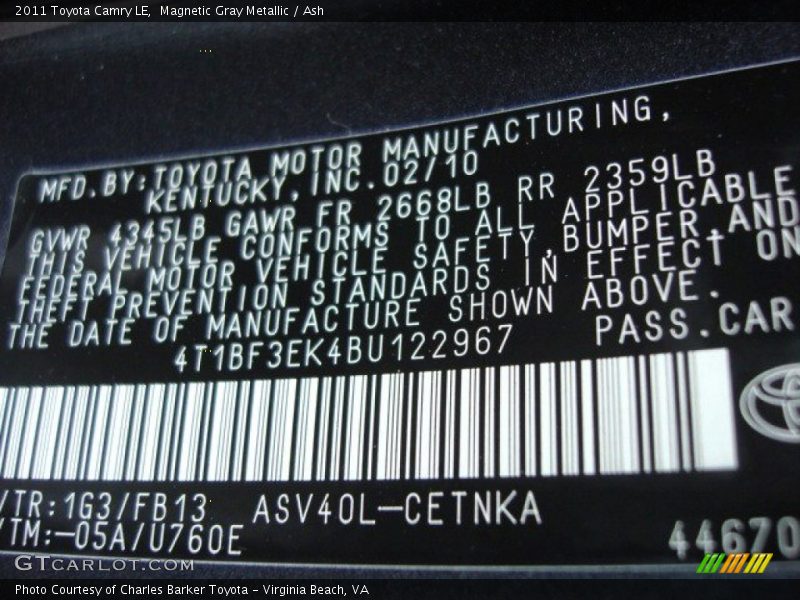 2011 Toyota Camry LE,  Magnetic Gray Metallic / Ash
MFD.BY:TOYOTA MOTOR MANUFACTURING,
KENTUCKY,INC.02/10
GVWR 4345LB GAWR FR 2668LB RR 2359LB
THIS VEHICLE CONFORMS TO ALL APPLICABLE
FEDERAL MOTOR VEHICLE SAFETY,BUMPER,AND
THEFT PREVENTION STANDARDS IN EFFECT ON
THE DATE OF MANUFACTURE SHOWN ABOVE.
4T1BF3EK4BU122967 PASS.CAR
/TR:1G3/FB13 ASV40L-CETNKA
/TM:-05A/U760E 44670
GTCARLOT.COM
Photo Courtesy of Charles Barker Toyota - Virginia Beach, VA